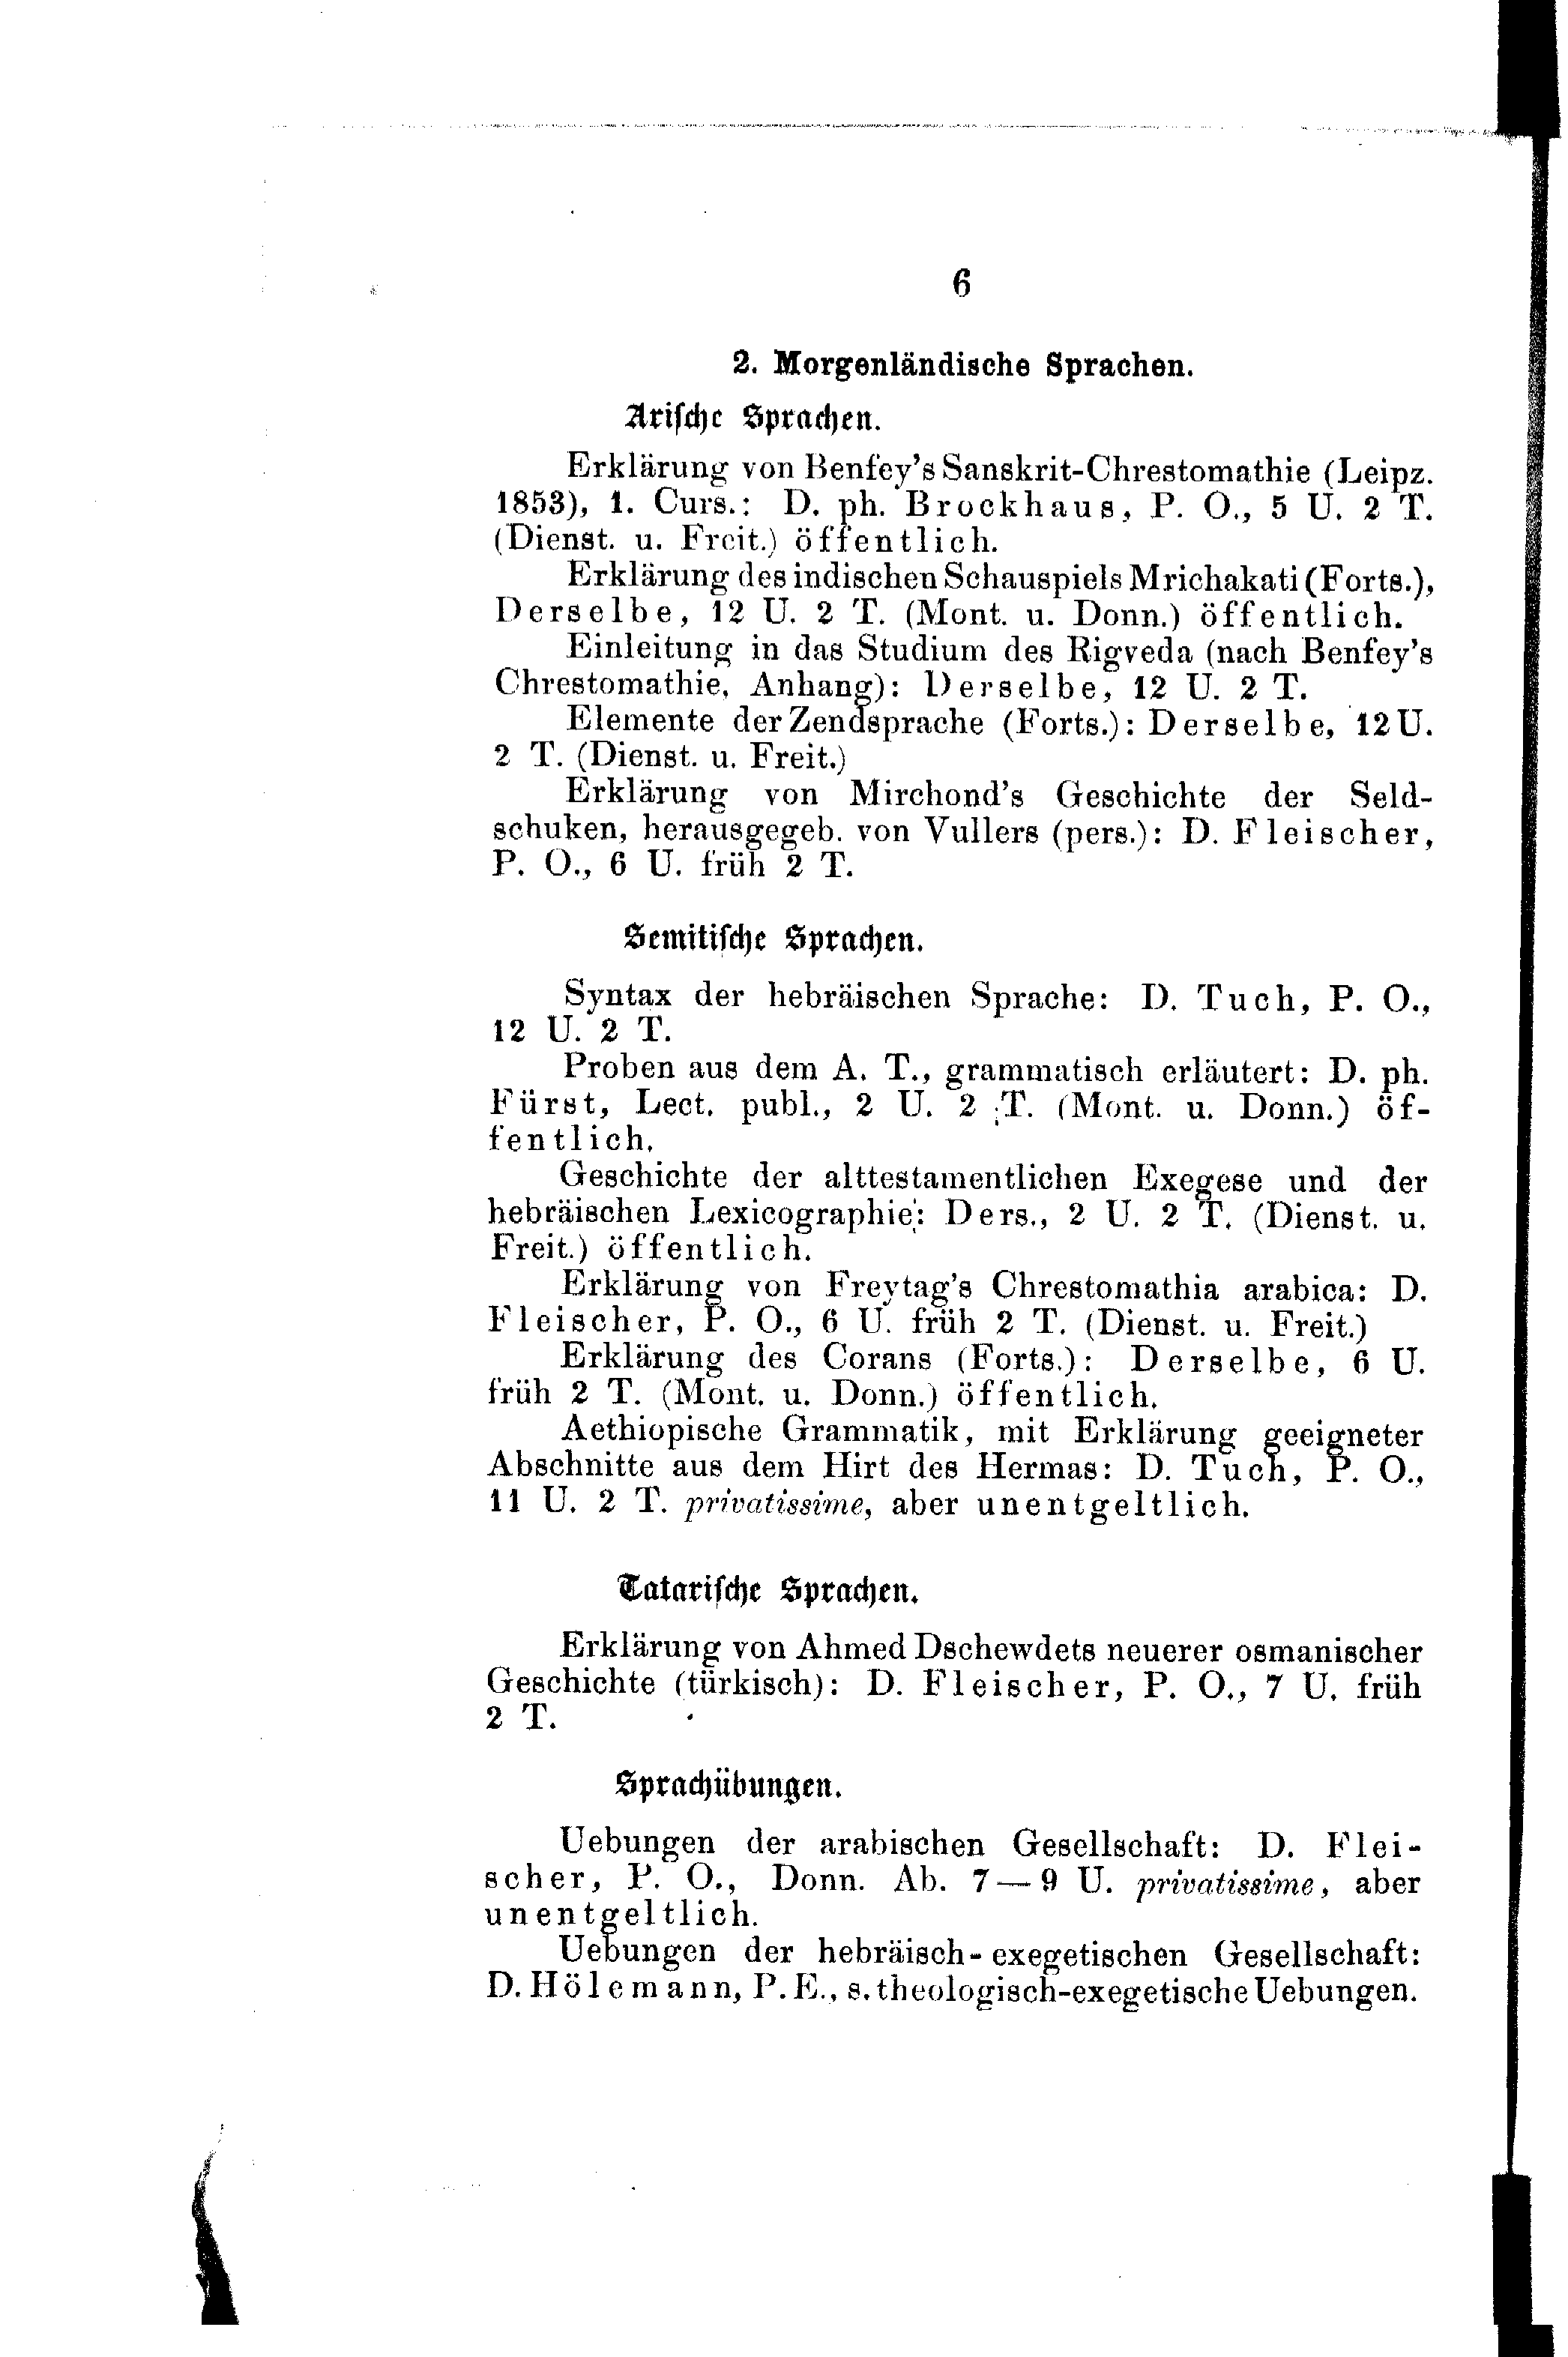 6
2. Morgenländische Sprachen.
Arische Sprachen.
Erklärung von Benfey's Sanskrit-Chrestomathie (Leipz.
1853), 1. Curs.: D. ph. Brockhaus, P. O., 5 U. 2 T.
(Dienst. u. Freit.) öffentlich.
Erklärung des indischen Schauspiels Mrichakati (Forts.),
Derselbe, 12 U. 2 T. (Mont. u. Donn.) öffentlich.
Einleitung in das Studium des Rigveda (nach Benfey's
Chrestomathie, Anhang): Derselbe, 12 U. 2 T.
Elemente der Zendsprache (Forts.): Derselbe, 12 U.
2 T. (Dienst. u. Freit.)
Erklärung von Mirchond's Geschichte der Seld-
schuken, herausgegeb. von Vullers (pers.): D. Fleischer,
P. O., 6 U. früh 2 T.
Semitische Sprachen.
Syntax der hebräischen Sprache: D. Tuch, P. O.,
12 U. 2 T.
Proben aus dem A. T., grammatisch erläutert: D. ph.
Fürst, Lect. publ., 2 U. 2 T. (Mont. u. Donn.) öf-
fentlich.
Geschichte der alttestamentlichen Exegese und der
hebräischen Lexicographie: Ders., 2 U. 2 T. (Dienst. u.
Freit.) öffentlich.
Erklärung von Freytag's Chrestomathia arabica: D.
Fleischer, P. O., 6 U. früh 2 T. (Dienst. u. Freit.)
Erklärung des Corans (Forts.): Derselbe, 6 U.
früh 2 T. (Mont. u. Donn.) öffentlich.
Aethiopische Grammatik, mit Erklärung geeigneter
Abschnitte aus dem Hirt des Hermas: D. Tuch, P. O.,
11 U. 2 T. privatissime, aber unentgeltlich.
Tatarische Sprachen.
Erklärung von Ahmed Dschewdets neuerer osmanischer
Geschichte (türkisch): D. Fleischer, P. O., 7 U. früh
2 T.
Sprachübungen.
Uebungen der arabischen Gesellschaft: D. Flei-
scher, P. O., Donn. Ab. 7—9 U. privatissime, aber
unentgeltlich.
Uebungen der hebräisch-exegetischen Gesellschaft:
D. Hölemann, P. E., s. theologisch-exegetische Uebungen.